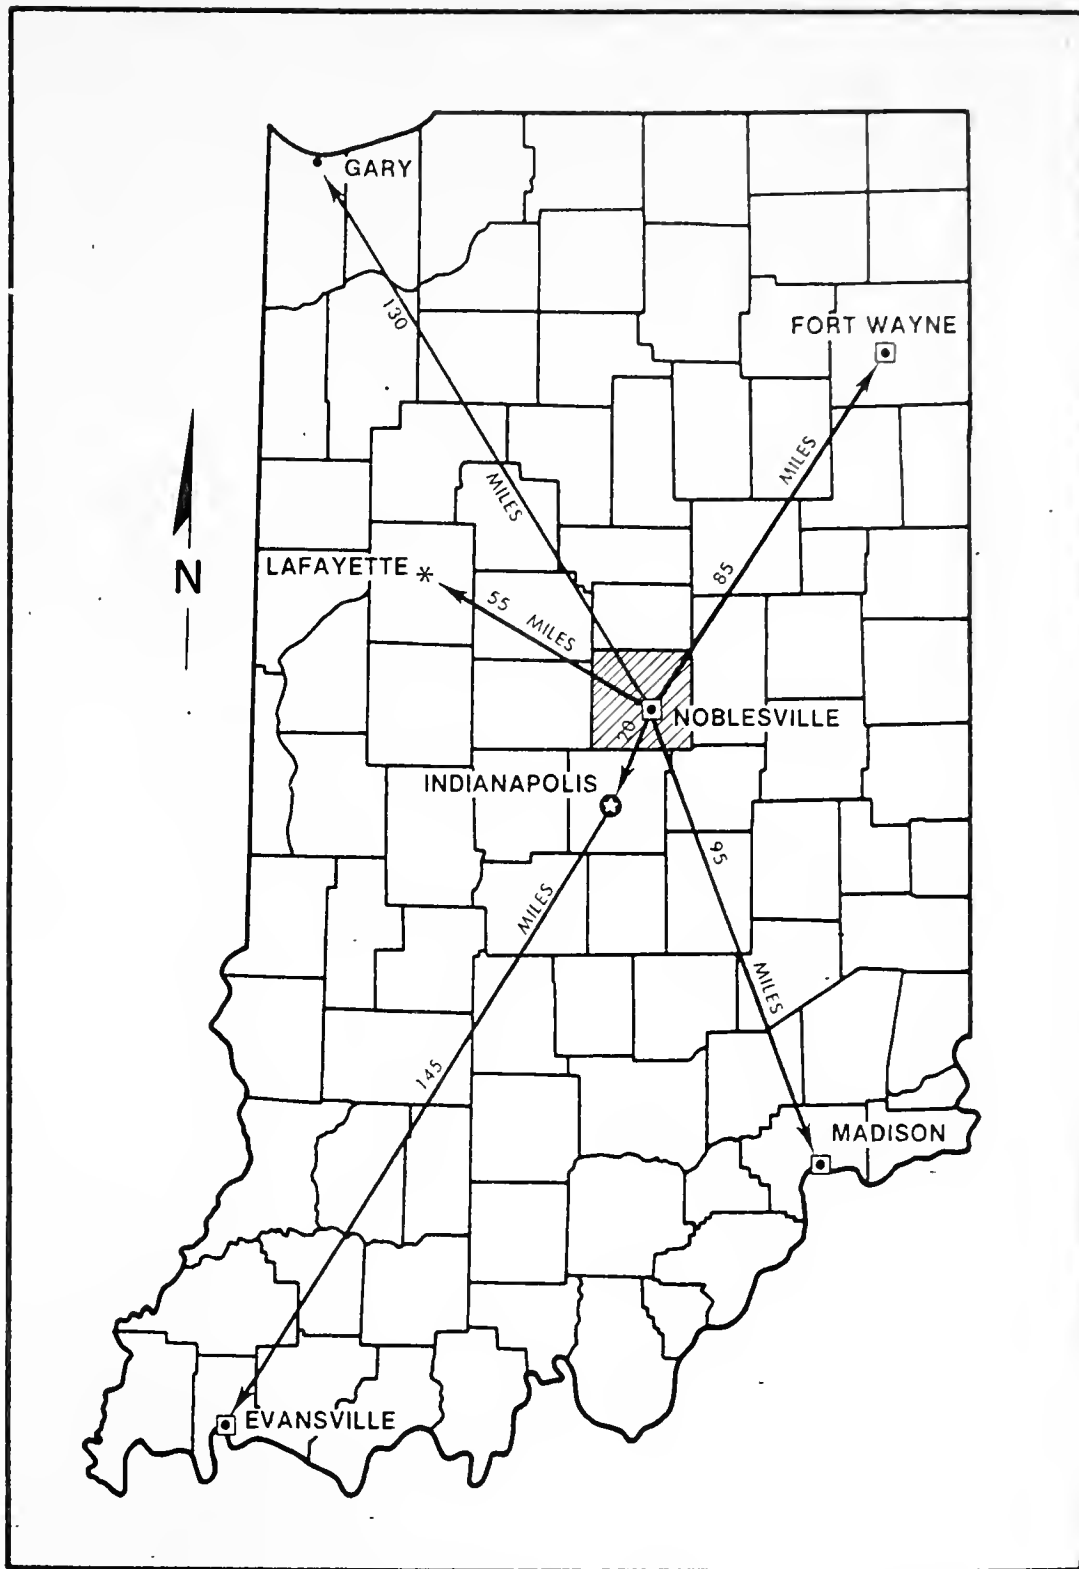 GARY
130
MILES
FORT WAYNE
MILES
85
N
LAFAYETTE *
55 MILES
NOBLESVILLE
20
INDIANAPOLIS
MILES
145
95
MILES
MADISON
EVANSVILLE